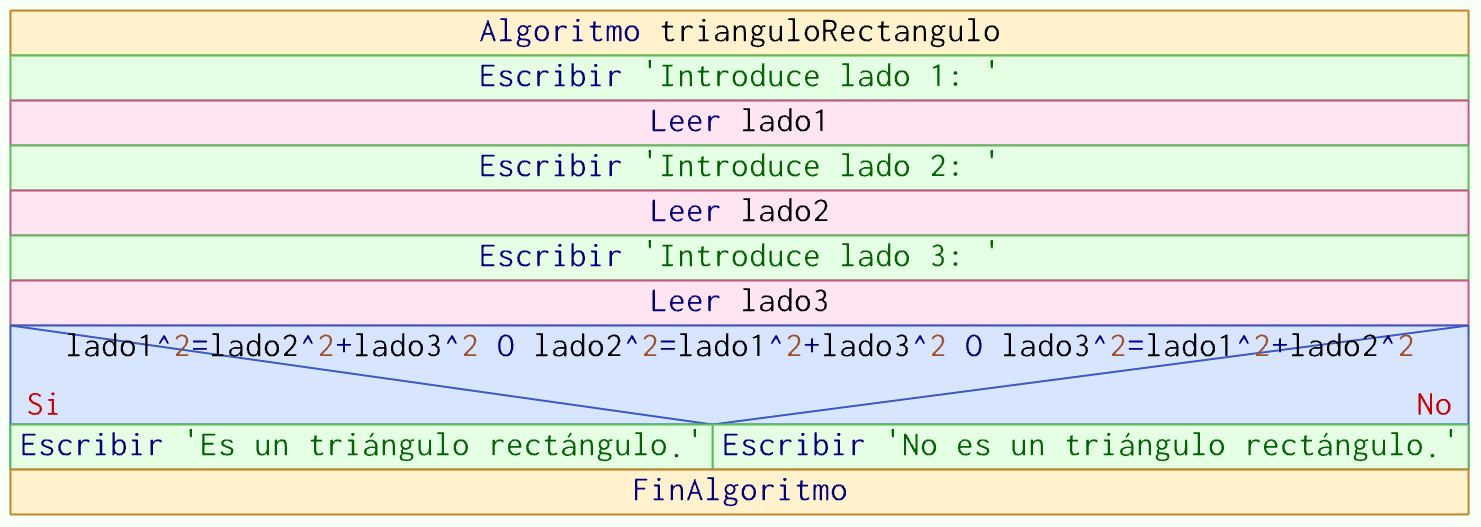 Algoritmo trianguloRectangulo
Escribir 'Introduce lado 1: '
Leer lado1
Escribir 'Introduce lado 2: '
Leer lado2
Escribir 'Introduce lado 3: '
Leer lado3
lado1^2=lado2^2+lado3^2 O lado2^2=lado1^2+lado3^2 O lado3^2=lado1^2+lado2^2
Si No
Escribir 'Es un triángulo rectángulo.' Escribir 'No es un triángulo rectángulo.'
FinAlgoritmo